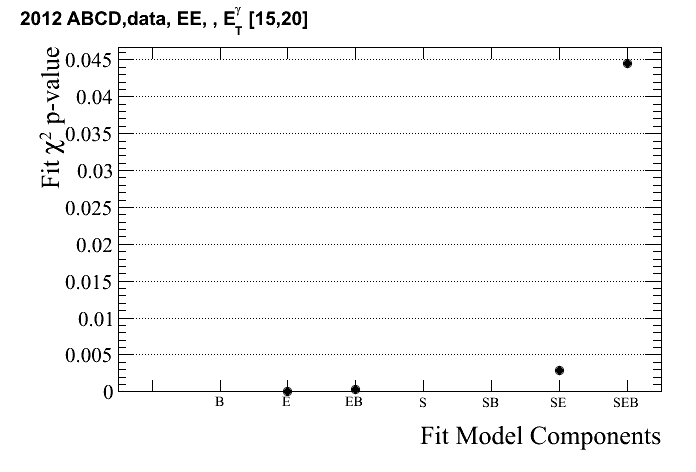 2012 ABCD,data, EE, , E_T^γ [15,20]
Fit χ² p-value
0.045
0.04
0.035
0.03
0.025
0.02
0.015
0.01
0.005
0
B E EB S SB SE SEB
Fit Model Components